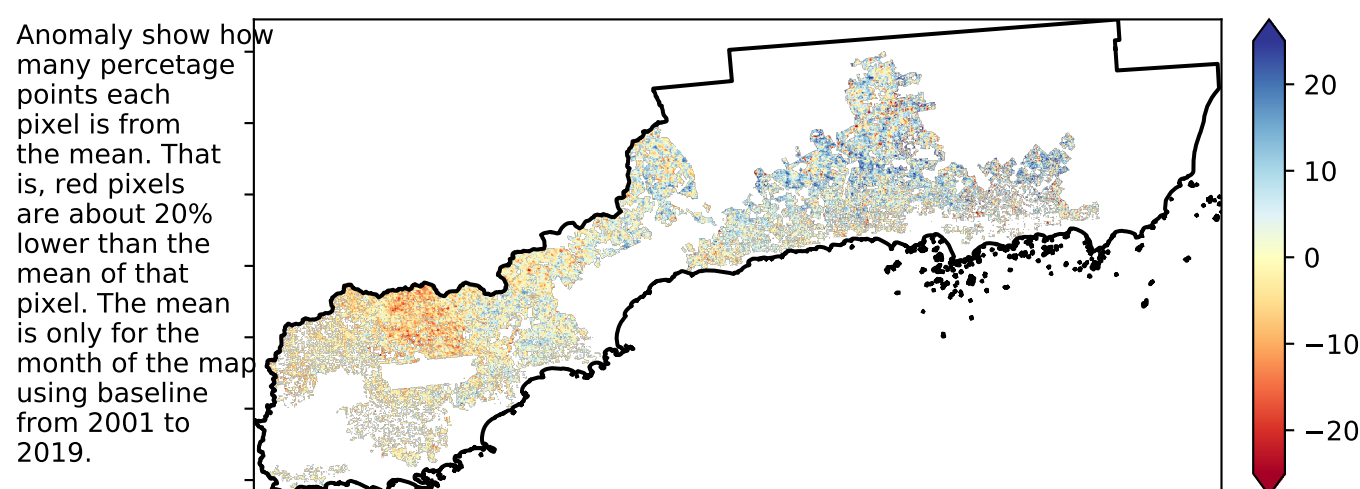 Anomaly show how
many percetage
points each
pixel is from
the mean. That
is, red pixels
are about 20%
lower than the
mean of that
pixel. The mean
is only for the
month of the map
using baseline
from 2001 to
2019.
20
10
0
−10
−20